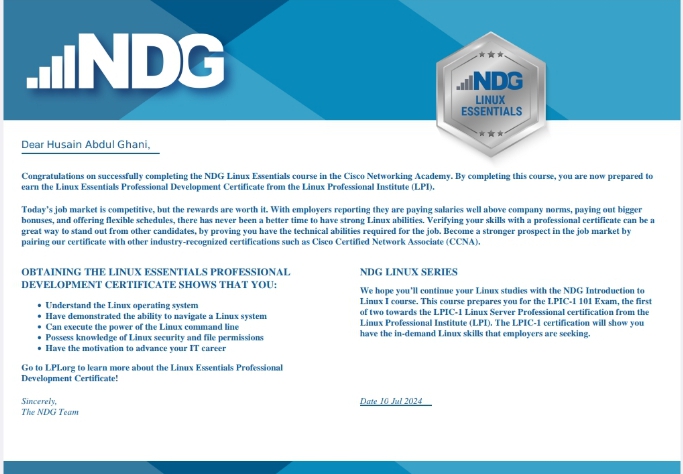 NDG
NDG
LINUX
ESSENTIALS
Dear Husain Abdul Ghani,
Congratulations on successfully completing the NDG Linux Essentials course in the Cisco Networking Academy. By completing this course, you are now prepared to
earn the Linux Essentials Professional Development Certificate from the Linux Professional Institute (LPI).
Today's job market is competitive, but the rewards are worth it. With employers reporting they are paying salaries well above company norms, paying out bigger
bonuses, and offering flexible schedules, there has never been a better time to have strong Linux abilities. Verifying your skills with a professional certificate can be a
great way to stand out from other candidates, by proving you have the technical abilities required for the job. Become a stronger prospect in the job market by
pairing our certificate with other industry-recognized certifications such as Cisco Certified Network Associate (CCNA).
OBTAINING THE LINUX ESSENTIALS PROFESSIONAL
DEVELOPMENT CERTIFICATE SHOWS THAT YOU:
• Understand the Linux operating system
• Have demonstrated the ability to navigate a Linux system
• Can execute the power of the Linux command line
• Possess knowledge of Linux security and file permissions
• Have the motivation to advance your IT career
Go to LPI.org to learn more about the Linux Essentials Professional
Development Certificate!
Sincerely,
The NDG Team
NDG LINUX SERIES
We hope you'll continue your Linux studies with the NDG Introduction to
Linux I course. This course prepares you for the LPIC-1 101 Exam, the first
of two towards the LPIC-1 Linux Server Professional certification from the
Linux Professional Institute (LPI). The LPIC-1 certification will show you
have the in-demand Linux skills that employers are seeking.
Date 10 Jul 2024